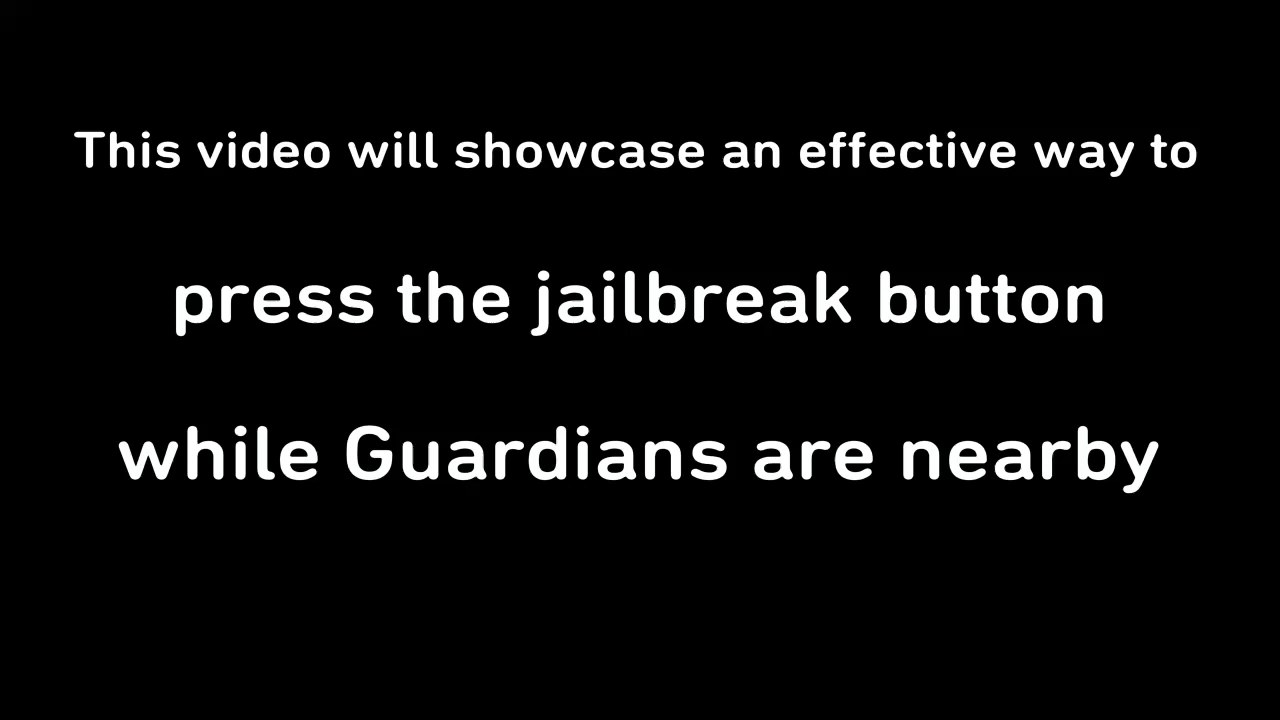 This video will showcase an effective way to
press the jailbreak button
while Guardians are nearby